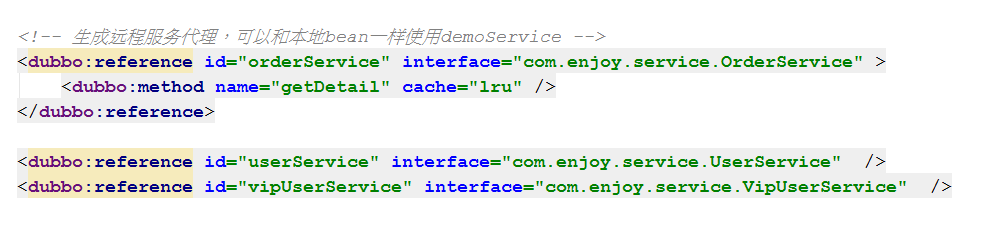 <!-- 生成远程服务代理，可以和本地bean一样使用demoService -->
<dubbo:reference id="orderService" interface="com.enjoy.service.OrderService" >
<dubbo:method name="getDetail" cache="lru" />
</dubbo:reference>
<dubbo:reference id="userService" interface="com.enjoy.service.UserService"  />
<dubbo:reference id="vipUserService" interface="com.enjoy.service.VipUserService"  />